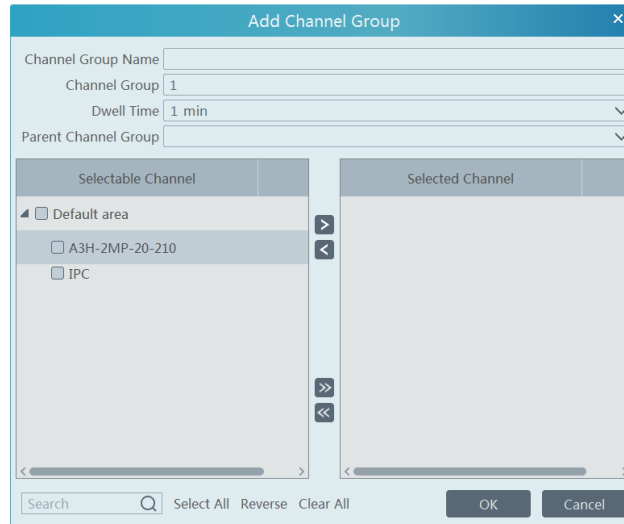 Add Channel Group
Channel Group Name
Channel Group 1
Dwell Time 1 min
Parent Channel Group
Selectable Channel
Selected Channel
Default area
A3H-2MP-20-210
IPC
Search Select All Reverse Clear All OK Cancel